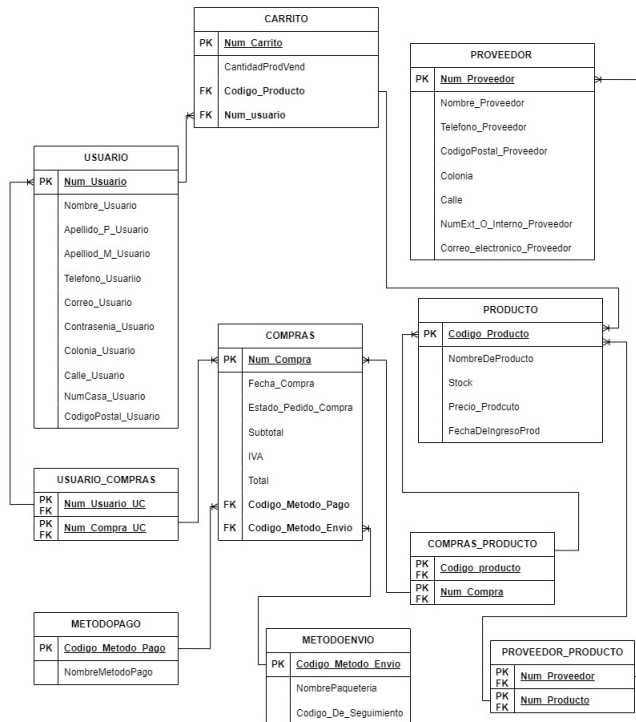 CARRITO
PK Num_Carrito
CantidadProdVend
FK Codigo_Producto
FK Num_usuario
PROVEEDOR
PK Num_Proveedor
Nombre_Proveedor
Telefono_Proveedor
CodigoPostal_Proveedor
Colonia
Calle
NumExt_O_Interno_Proveedor
Correo_electronico_Proveedor
USUARIO
PK Num_Usuario
Nombre_Usuario
Apellido_P_Usuario
Apelliod_M_Usuario
Telefono_Usuariio
Correo_Usuario
Contrasenia_Usuario
Colonia_Usuario
Calle_Usuario
NumCasa_Usuario
CodigoPostal_Usuario
COMPRAS
PK Num_Compra
Fecha_Compra
Estado_Pedido_Compra
Subtotal
IVA
Total
FK Codigo_Metodo_Pago
FK Codigo_Metodo_Envio
PRODUCTO
PK Codigo_Producto
NombreDeProducto
Stock
Precio_Prodcuto
FechaDeIngresoProd
USUARIO_COMPRAS
PK
FK Num_Usuario_UC
PK
FK Num_Compra_UC
COMPRAS_PRODUCTO
PK
FK Codigo_producto
PK
FK Num_Compra
METODOPAGO
PK Codigo_Metodo_Pago
NombreMetodoPago
METODOENVIO
PK Codigo_Metodo_Envio
NombrePaqueteria
Codigo_De_Seguimiento
PROVEEDOR_PRODUCTO
PK
FK Num_Proveedor
PK
FK Num_Producto